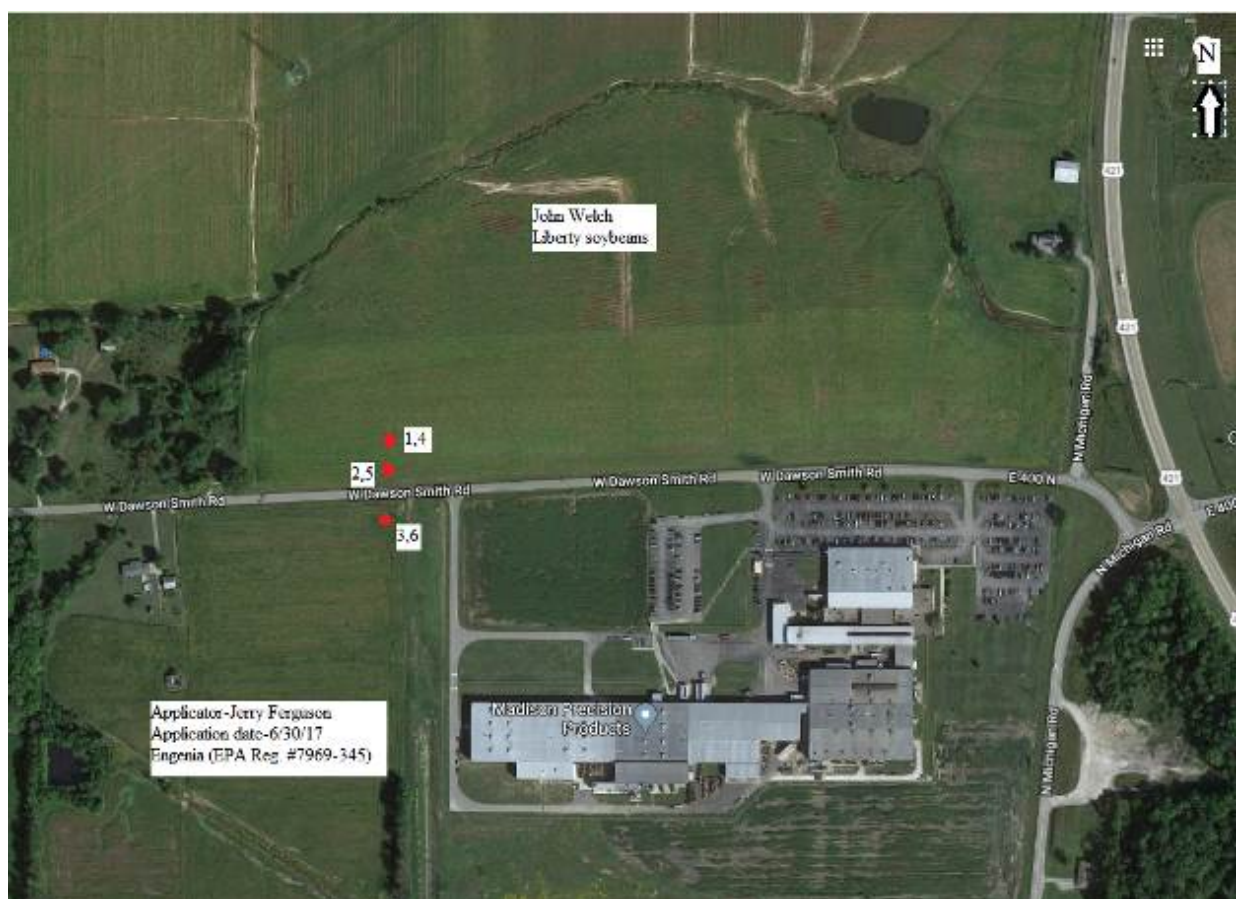 N
421
John Welch
Liberty soybeans
421
N Michigan Rd
1,4
2,5
W Dawson Smith Rd
W Dawson Smith Rd
W Dawson Smith Rd
E 400 N
421
E 400
3,6
N Michigan Rd
Applicator-Jerry Ferguson
Application date-6/30/17
Engenia (EPA Reg. #7969-345)
Madison Precision
Products
N Michigan Rd